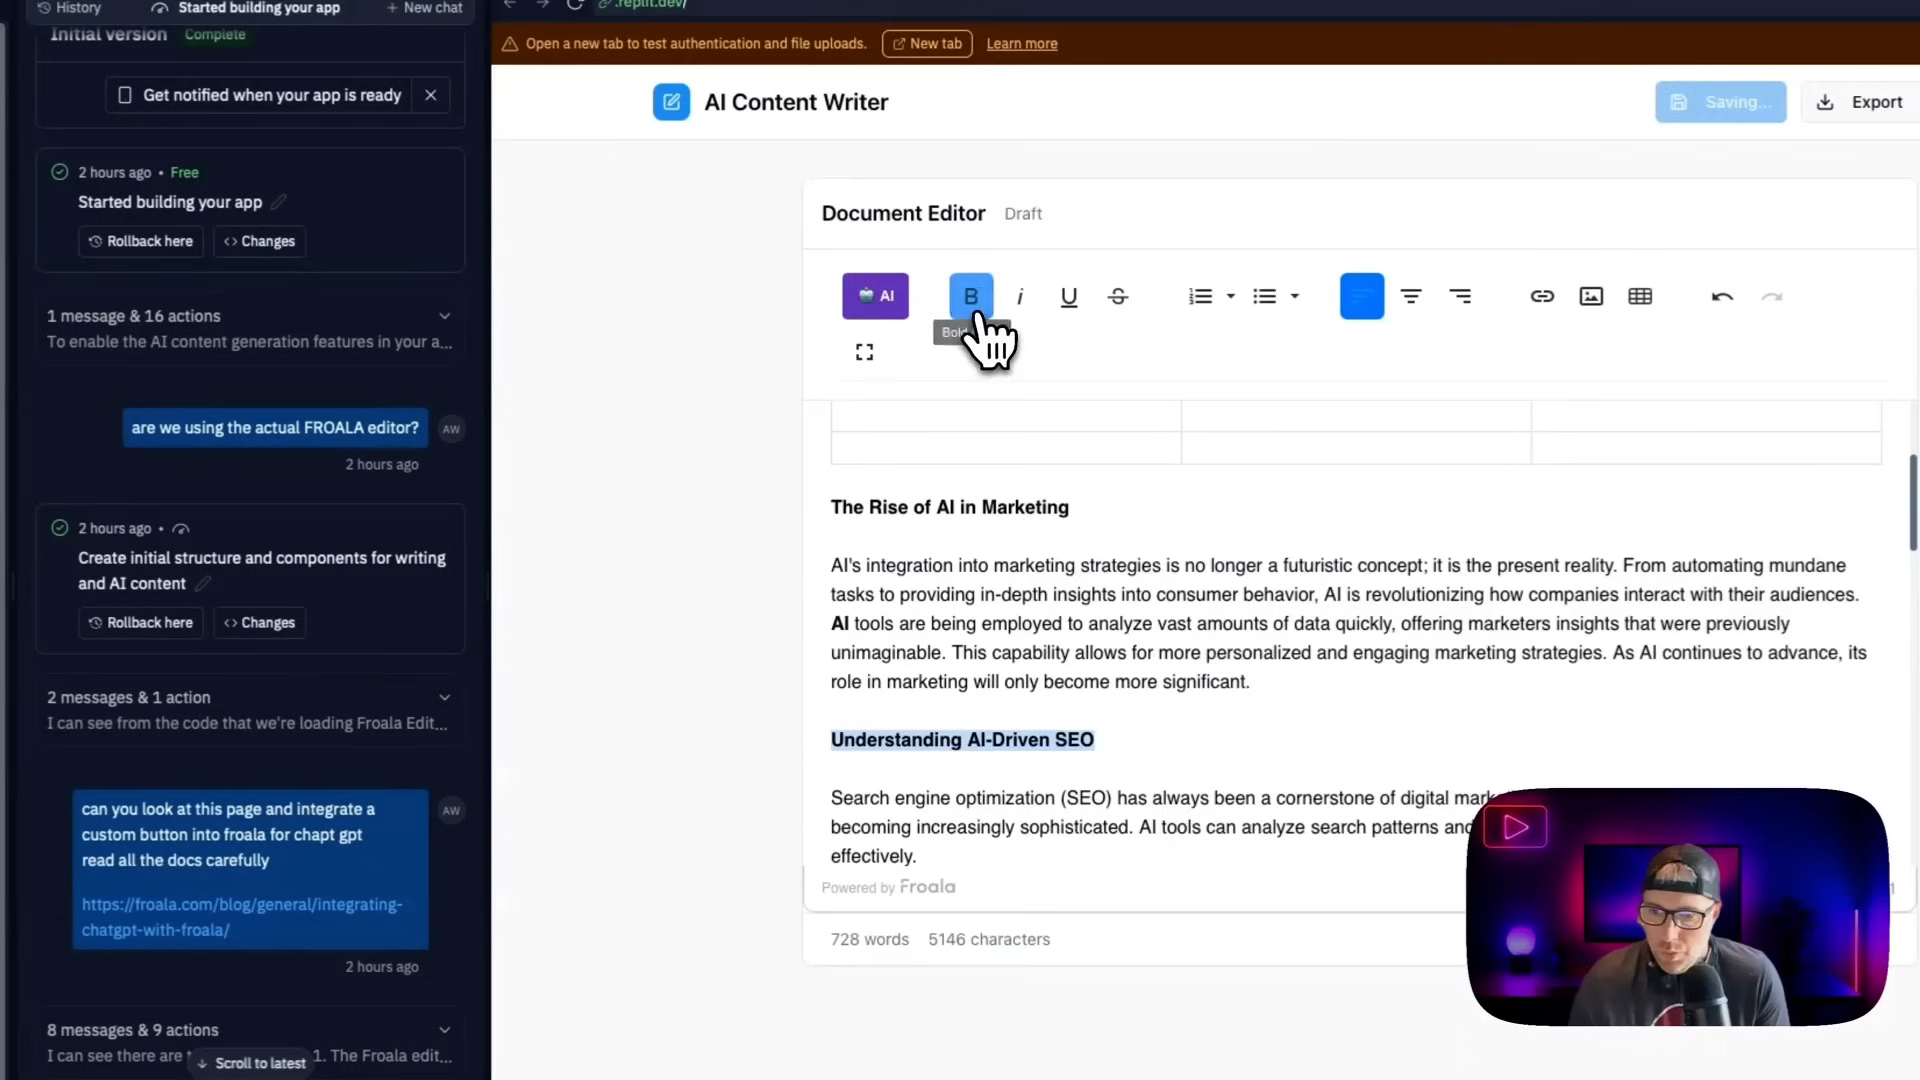 History
Started building your app
+ New chat
Initial version
Complete
Get notified when your app is ready
2 hours ago • Free
Started building your app
Rollback here
Changes
1 message & 16 actions
To enable the AI content generation features in your a...
are we using the actual FROALA editor?
AW
2 hours ago
2 hours ago •
Create initial structure and components for writing
and AI content
Rollback here
Changes
2 messages & 1 action
I can see from the code that we're loading Froala Edit...
can you look at this page and integrate a
custom button into froala for chapt gpt
read all the docs carefully
https://froala.com/blog/general/integrating-
chatgpt-with-froala/
AW
2 hours ago
8 messages & 9 actions
I can see there are
1. The Froala edit...
Scroll to latest
.replit.dev/
Open a new tab to test authentication and file uploads.
New tab
Learn more
AI Content Writer
Saving...
Export
Document Editor
Draft
AI
B
i
U
S
Bold
The Rise of AI in Marketing
AI's integration into marketing strategies is no longer a futuristic concept; it is the present reality. From automating mundane
tasks to providing in-depth insights into consumer behavior, AI is revolutionizing how companies interact with their audiences.
AI tools are being employed to analyze vast amounts of data quickly, offering marketers insights that were previously
unimaginable. This capability allows for more personalized and engaging marketing strategies. As AI continues to advance, its
role in marketing will only become more significant.
Understanding AI-Driven SEO
Search engine optimization (SEO) has always been a cornerstone of digital mark
becoming increasingly sophisticated. AI tools can analyze search patterns and
effectively.
Powered by Froala
728 words
5146 characters